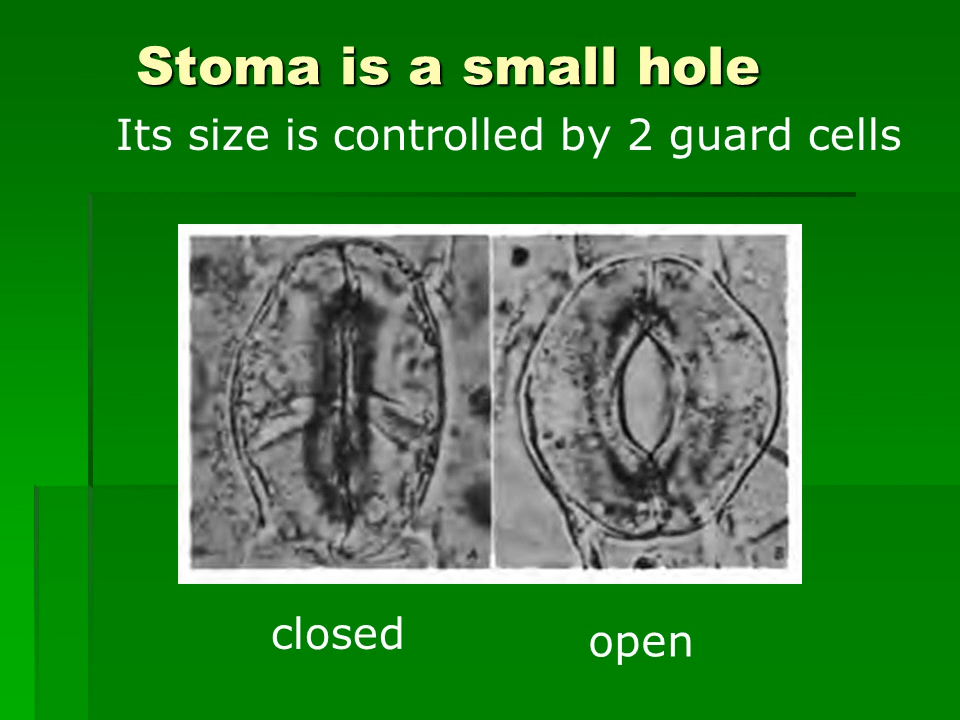 Stoma is a small hole
Its size is controlled by 2 guard cells
A
B
closed
open